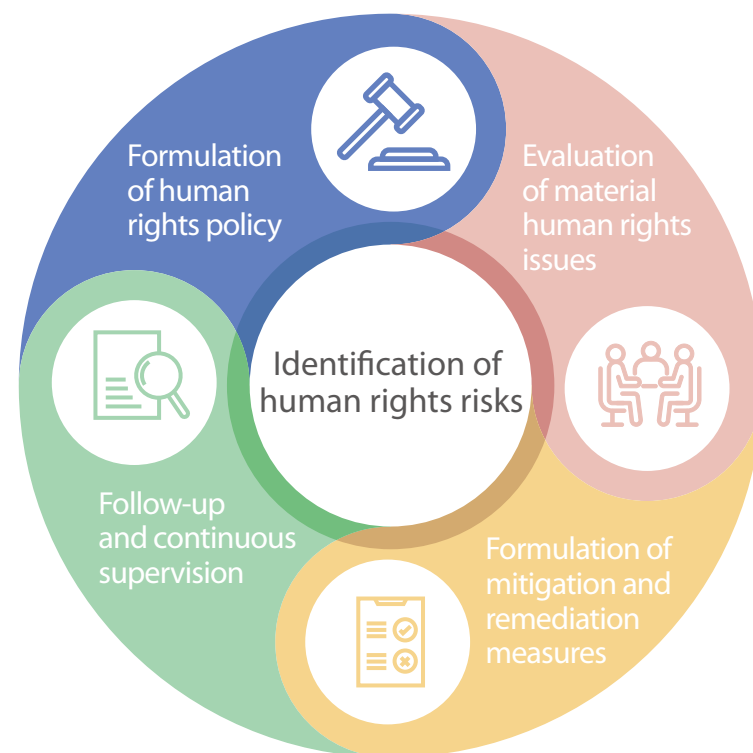 Formulation
of human
rights policy
Evaluation
of material
human rights
issues
Identification of
human rights risks
Follow-up
and continuous
supervision
Formulation of
mitigation and
remediation
measures